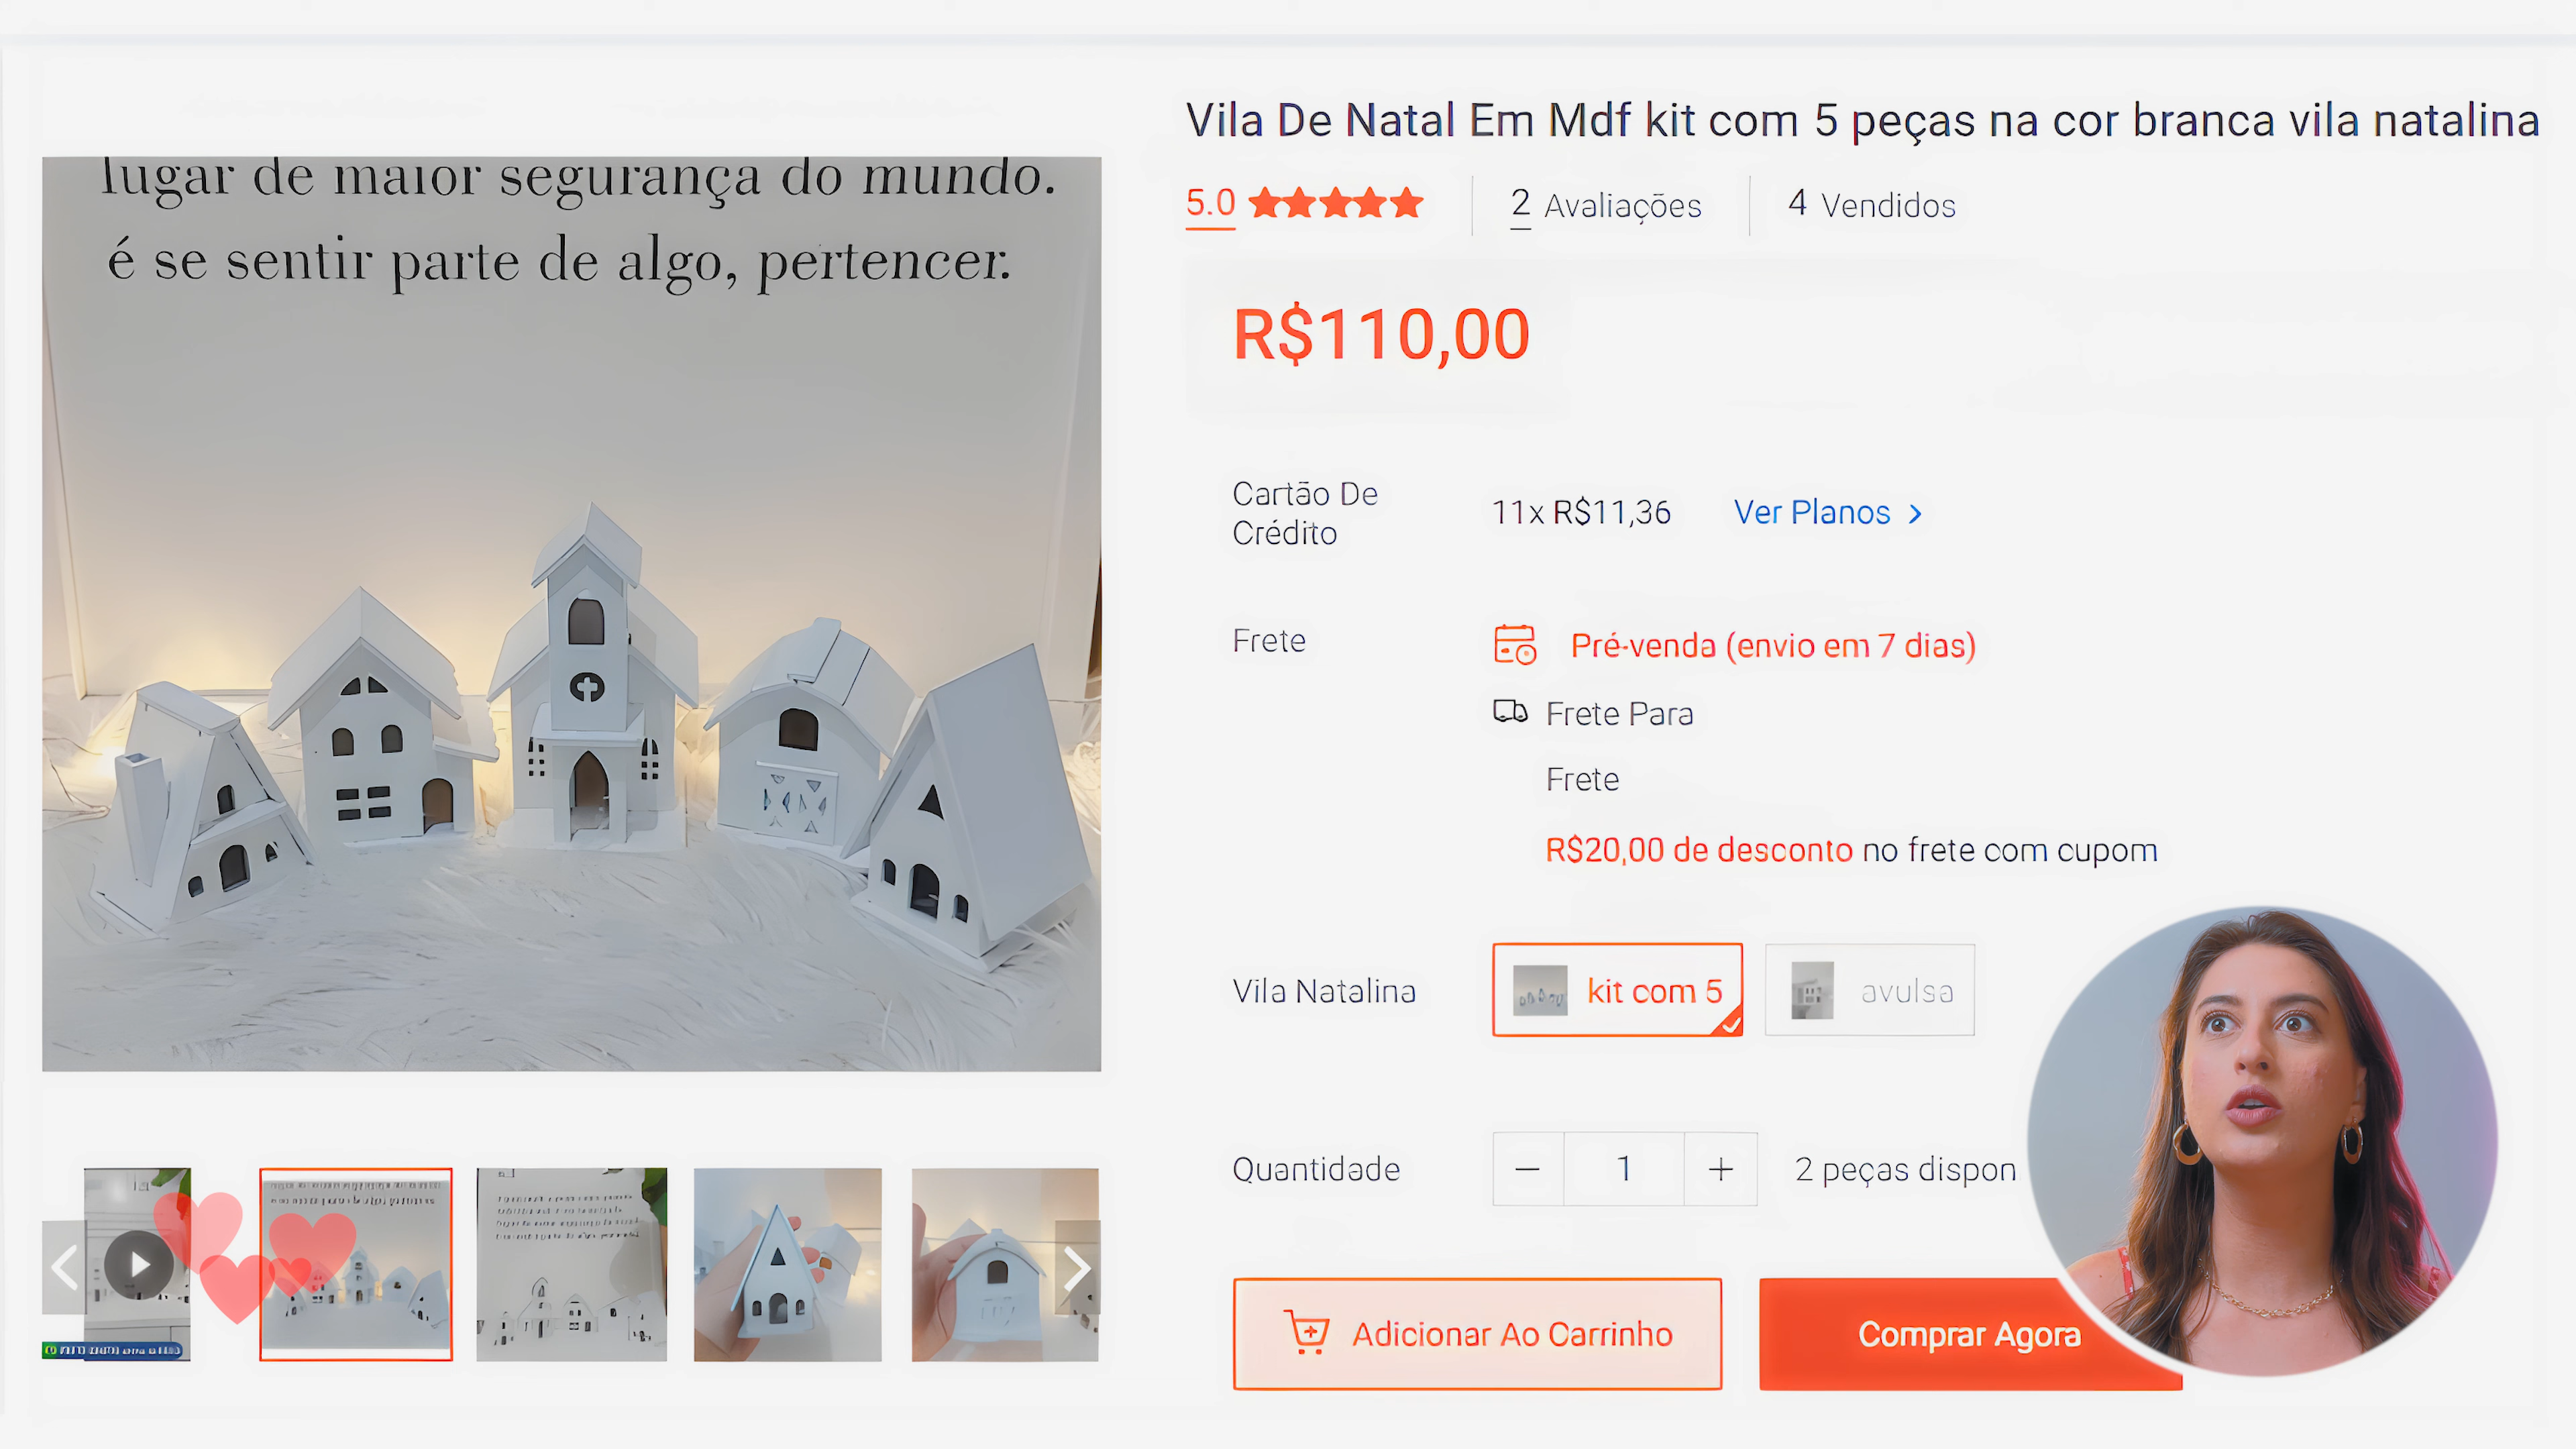 Vila De Natal Em Mdf kit com 5 peças na cor branca vila natalina
lugar de maior segurança do mundo.
é se sentir parte de algo, pertencer.
5.0
2 Avaliações
4 Vendidos
R$110,00
Cartão De
Crédito
11x R$11,36
Ver Planos
Frete
Pré-venda (envio em 7 dias)
Frete Para
Frete
R$20,00 de desconto no frete com cupom
Vila Natalina
kit com 5
avulsa
Quantidade
1
2 peças dispon
Adicionar Ao Carrinho
Comprar Agora